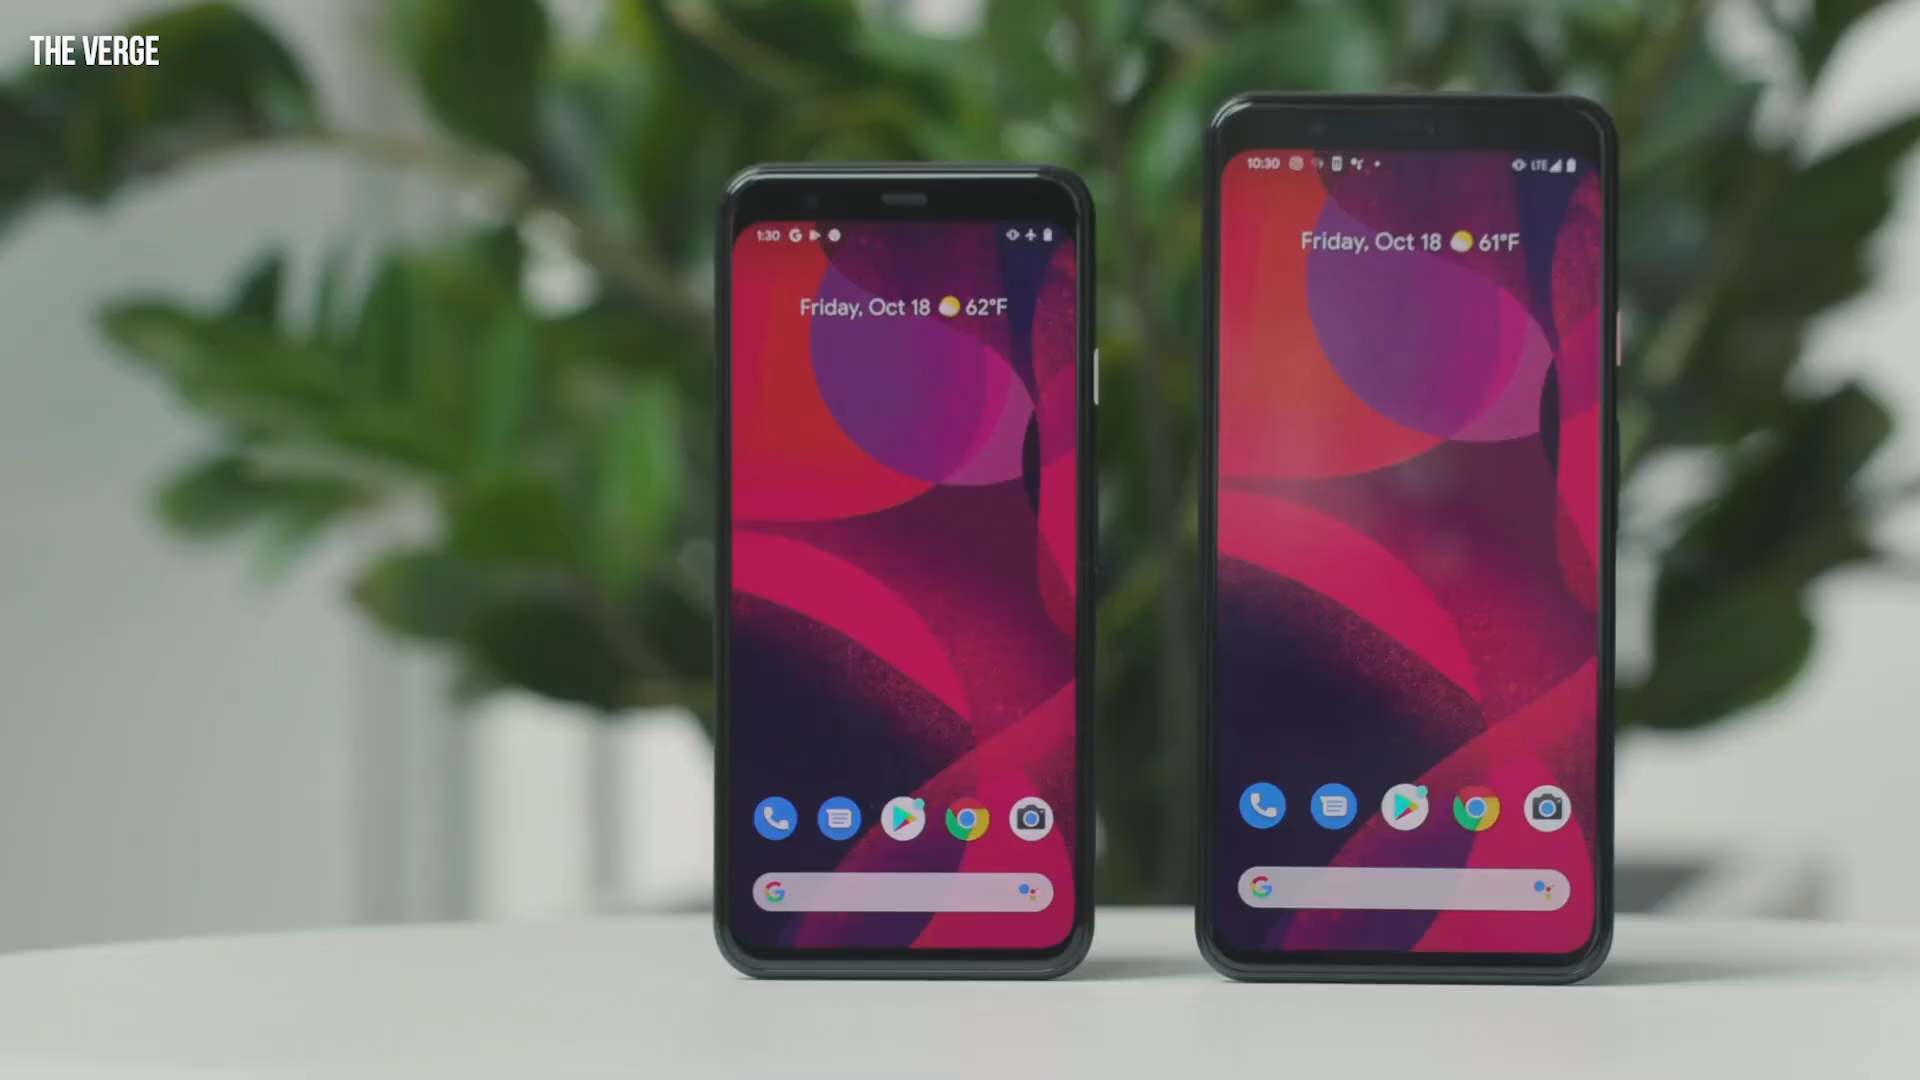 THE VERGE
1:30
Friday, Oct 18 62°F
10:30 LTE
Friday, Oct 18 61°F